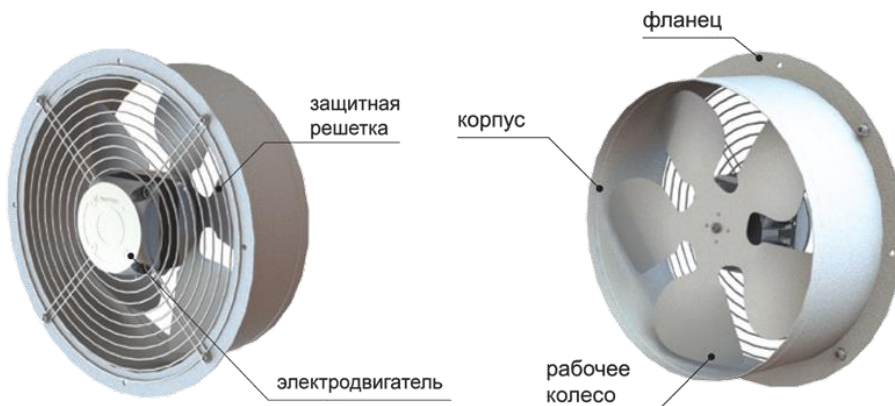 фланец
защитная
решетка
корпус
электродвигатель
рабочее
колесо